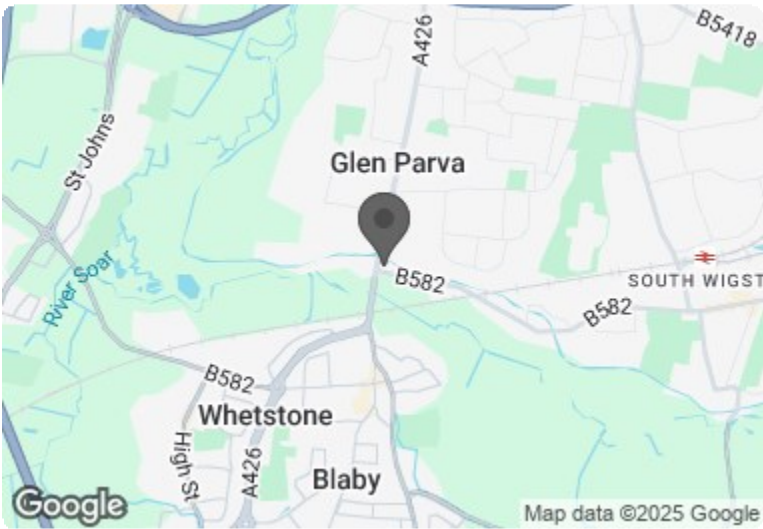 B5418
A426
St Johns
Glen Parva
River Soar
B582
SOUTH WIGST
B582
B582
Whetstone
High St
A426
Blaby
Google
Map data ©2025 Google